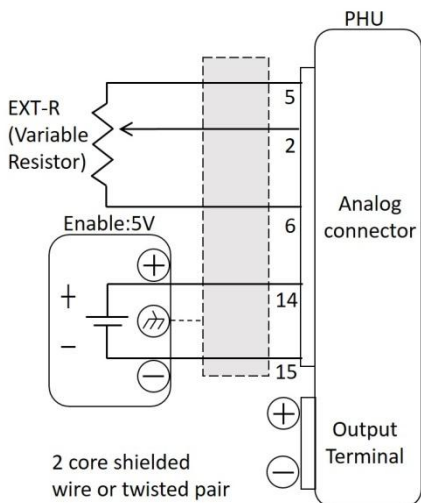 PHU
5
EXT-R
(Variable
Resistor)
2
6
Analog
connector
Enable:5V
+
+
14
−
−
15
+
Output
Terminal
−
2 core shielded
wire or twisted pair